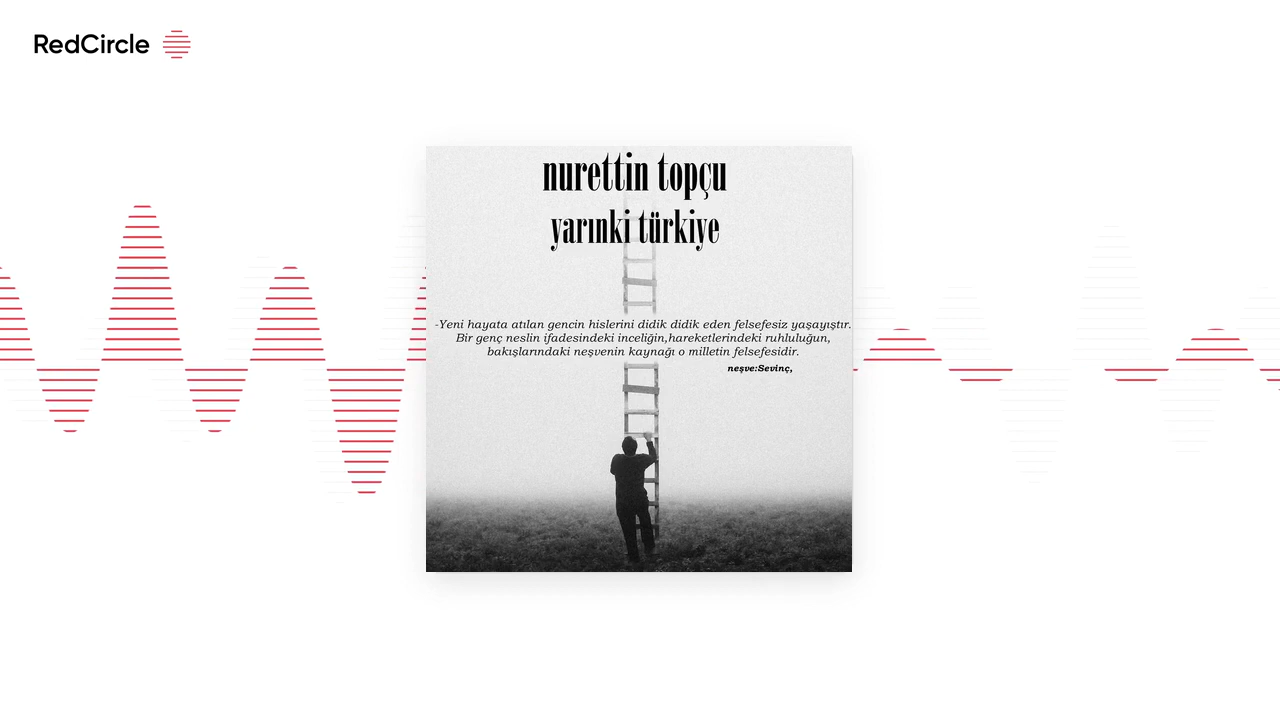 RedCircle
nurettin topçu
yarınki türkiye
-Yeni hayata atılan gencin hislerini didik didik eden felsefesiz yaşayıştır.
Bir genç neslin ifadesindeki inceliğin,hareketlerindeki ruhluluğun,
bakışlarındaki neşvenin kaynağı o milletin felsefesidir.
neşve:Sevinç,